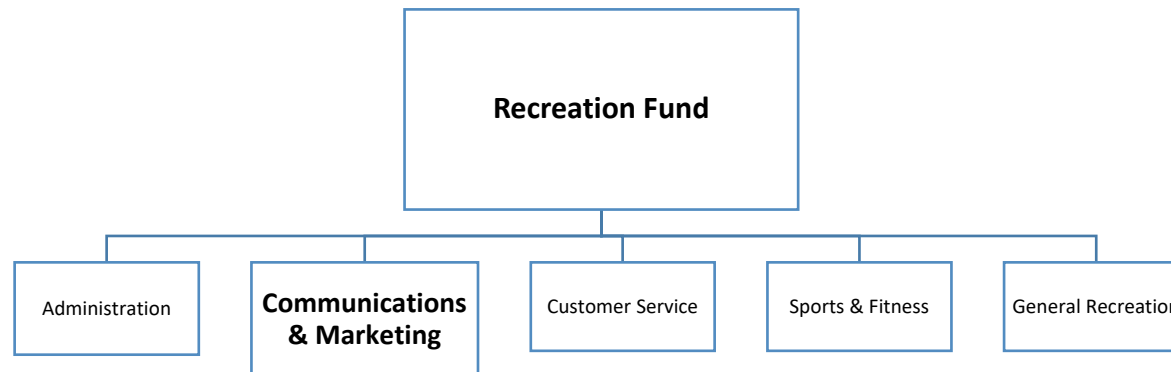 Recreation Fund
Administration
Communications
& Marketing
Customer Service
Sports & Fitness
General Recreation